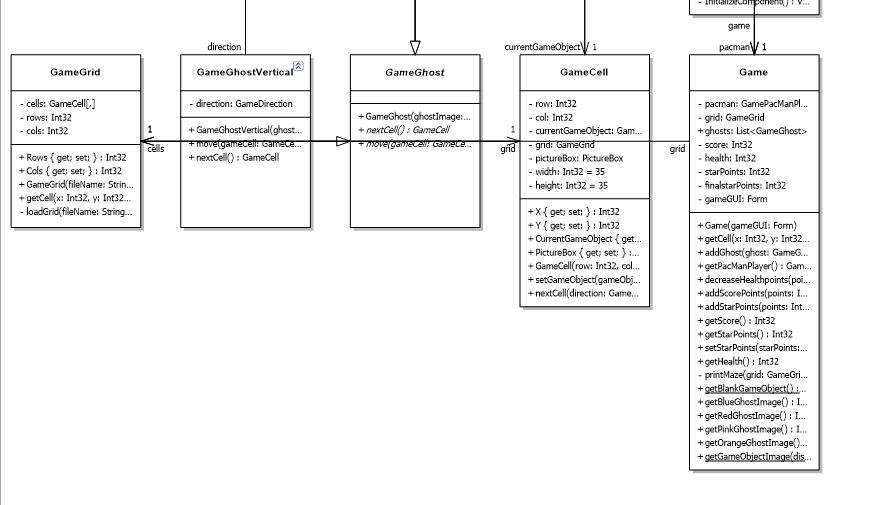 - InitializeComponent() : V...
game
direction
currentGameObject
1
pacman
1
GameGrid
- cells: GameCell[,]
- rows: Int32
- cols: Int32
+ Rows { get; set; } : Int32
+ Cols { get; set; } : Int32
+ GameGrid(fileName: Strin...
+ getCell(x: Int32, y: Int32...
- loadGrid(fileName: String...
1
cells
GameGhostVertical
- direction: GameDirection
+ GameGhostVertical(ghost...
+ move(gameCell: GameCe...
+ nextCell() : GameCell
GameGhost
+ GameGhost(ghostImage:...
+ nextCell() : GameCell
+ move(gameCell: GameCe...
1
grid
GameCell
- row: Int32
- col: Int32
- currentGameObject: Gam...
- grid: GameGrid
- pictureBox: PictureBox
- width: Int32 = 35
- height: Int32 = 35
+ X { get; set; } : Int32
+ Y { get; set; } : Int32
+ CurrentGameObject { get...
+ PictureBox { get; set; } :...
+ GameCell(row: Int32, col...
+ setGameObject(gameObj...
+ nextCell(direction: Game...
grid
Game
- pacman: GamePacManPl...
- grid: GameGrid
+ ghosts: List<GameGhost>
- score: Int32
- health: Int32
- starPoints: Int32
- finalstarPoints: Int32
- gameGUI: Form
+ Game(gameGUI: Form)
+ getCell(x: Int32, y: Int32...
+ addGhost(ghost: GameG...
+ getPacManPlayer() : Gam...
+ decreaseHealthpoints(poi...
+ addScorePoints(points: I...
+ addStarPoints(points: Int...
+ getScore() : Int32
+ getStarPoints() : Int32
+ setStarPoints(starPoints:...
+ getHealth() : Int32
- printMaze(grid: GameGri...
+ getBlankGameObject() :...
+ getBlueGhostImage() : I...
+ getRedGhostImage() : I...
+ getPinkGhostImage() : I...
+ getOrangeGhostImage()...
+ getGameObjectImage(dis...